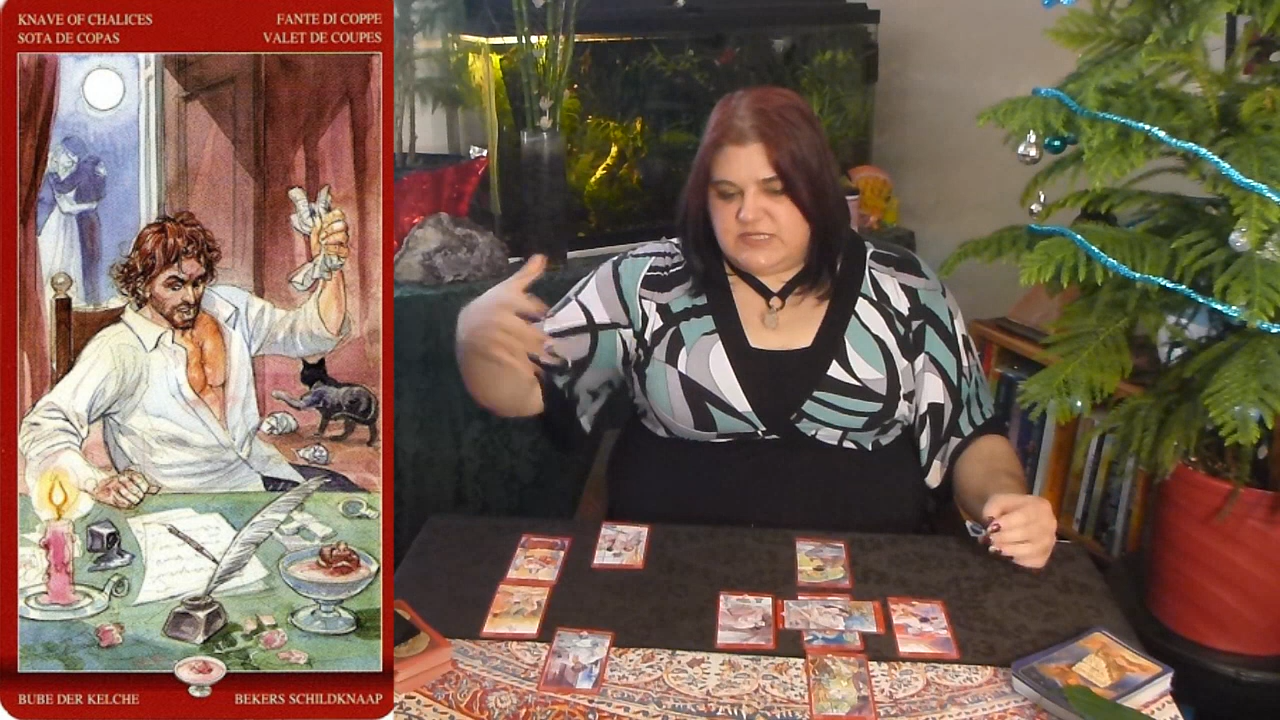 KNAVE OF CHALICES
SOTA DE COPAS
FANTE DI COPPE
VALET DE COUPES
BUBE DER KELCHE
BEKERS SCHILDKNAAP